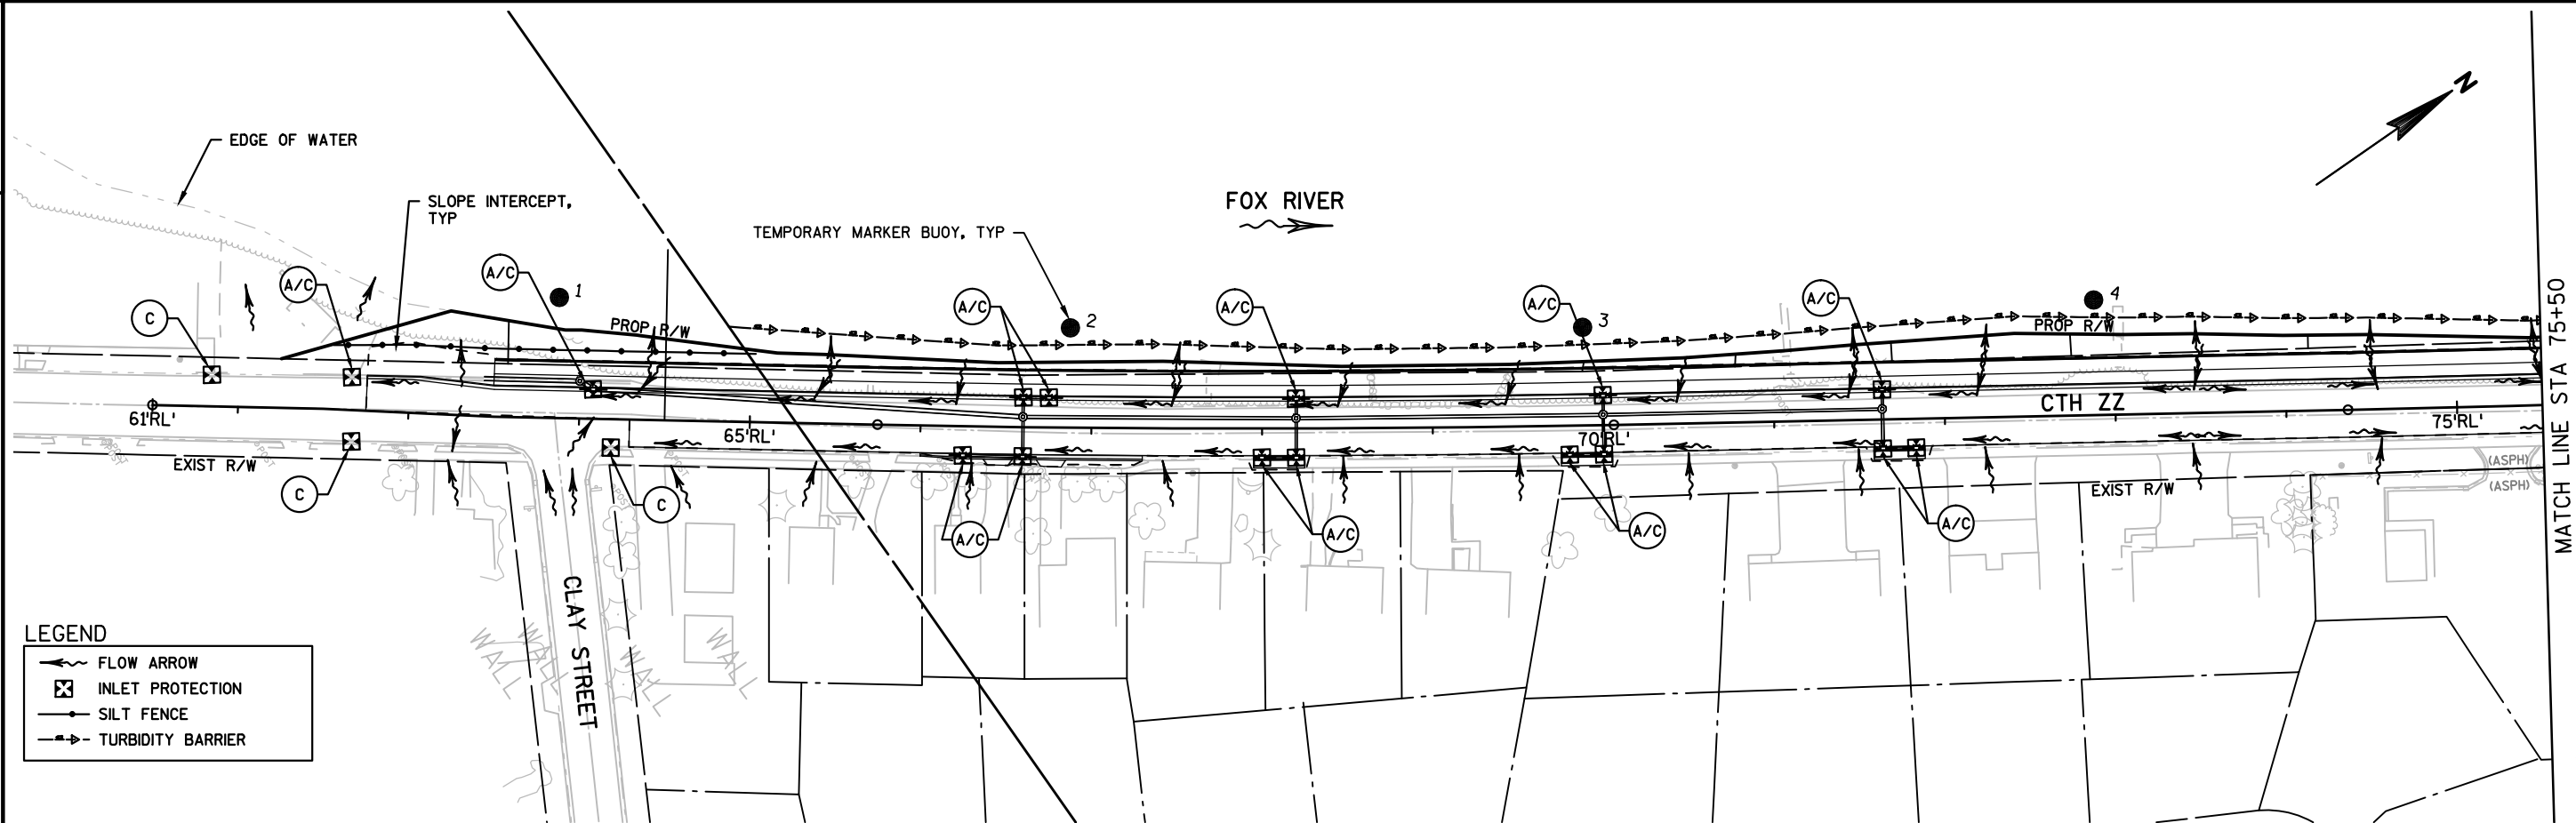 N
EDGE OF WATER
SLOPE INTERCEPT,
TYP
FOX RIVER
TEMPORARY MARKER BUOY, TYP
C
A/C
A/C
1
A/C
2
A/C
A/C
3
A/C
4
PROP R/W
PROP R/W
61'RL'
65'RL'
70'RL'
75'RL'
CTH ZZ
EXIST R/W
EXIST R/W
C
C
A/C
A/C
A/C
A/C
(ASPH)
(ASPH)
MATCH LINE STA 75+50
CLAY STREET
WALL
WALL
WALL
WALL
LEGEND
FLOW ARROW
INLET PROTECTION
SILT FENCE
TURBIDITY BARRIER